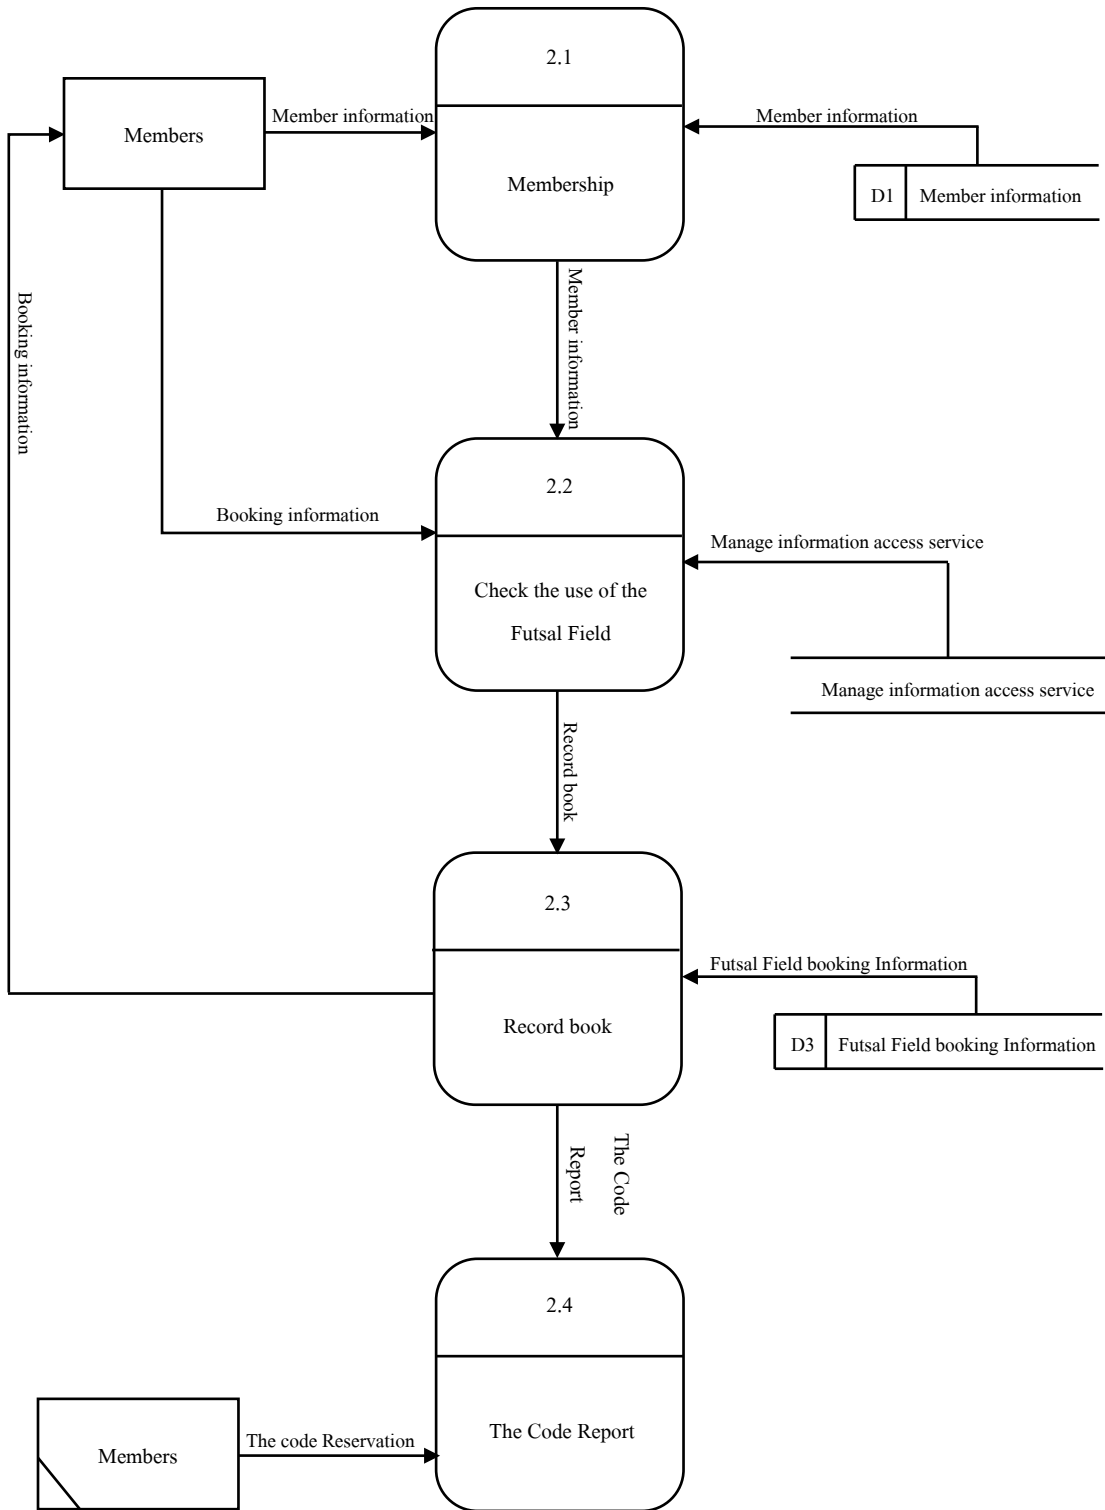 2.1
Members
Member information
Member information
Membership
D1
Member information
Member information
Booking information
2.2
Booking information
Manage information access service
Check the use of the
Futsal Field
Manage information access service
Record book
2.3
Futsal Field booking Information
Record book
D3
Futsal Field booking Information
The Code
Report
2.4
The Code Report
Members
The code Reservation